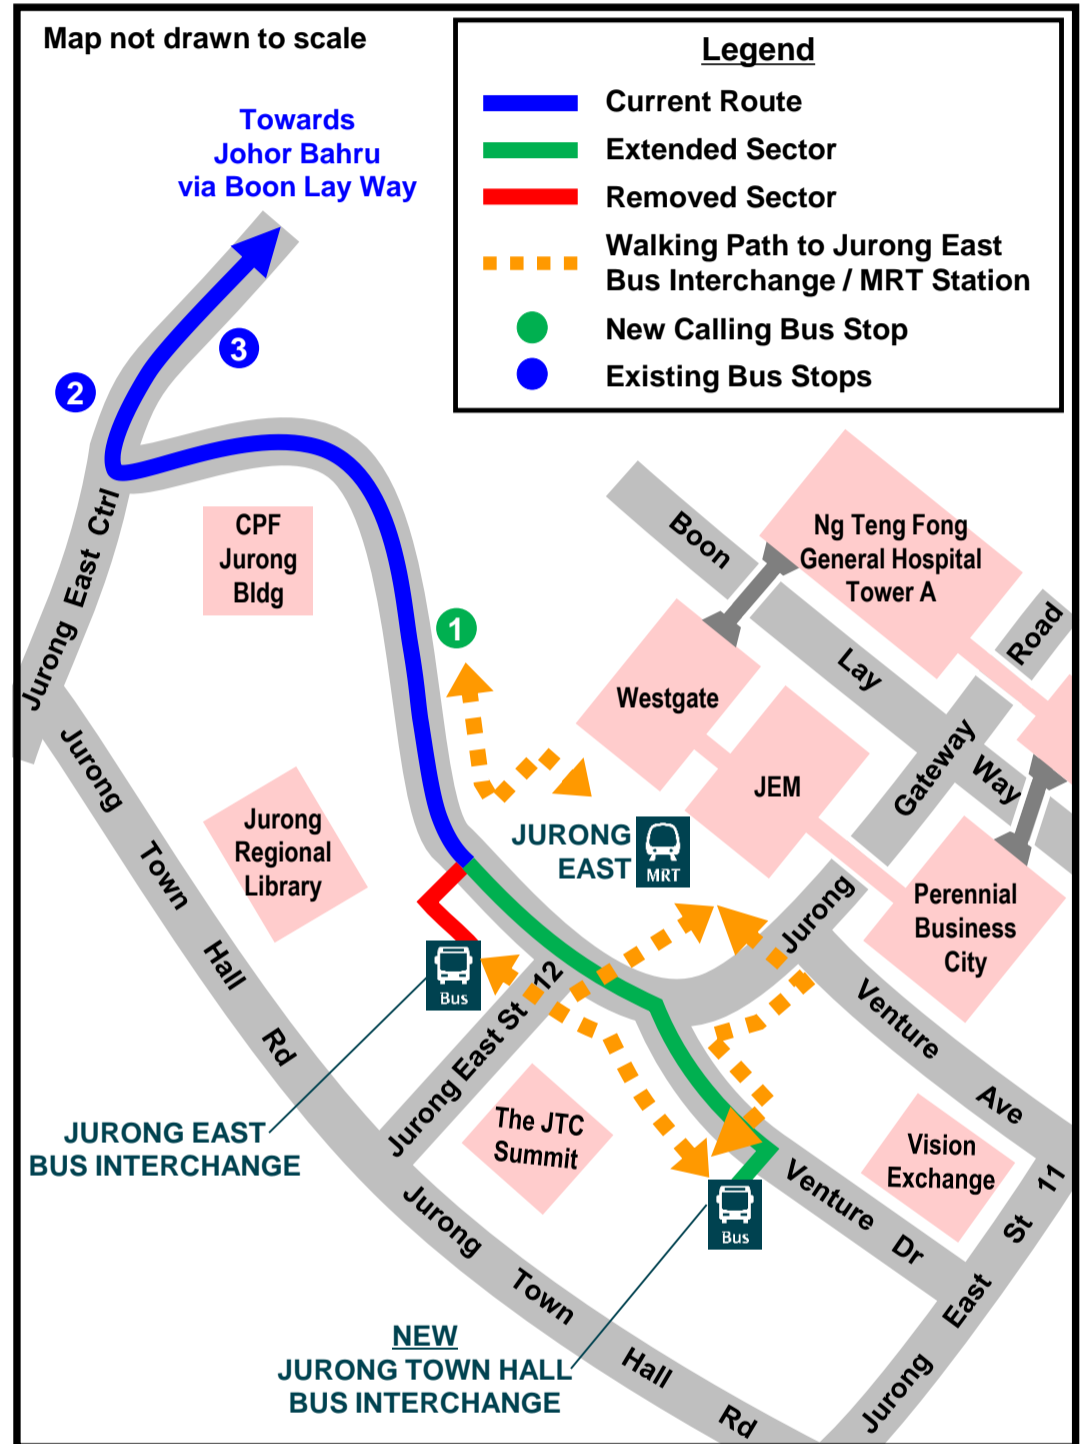 Map not drawn to scale
Legend
Current Route
Extended Sector
Removed Sector
Walking Path to Jurong East
Bus Interchange / MRT Station
New Calling Bus Stop
Existing Bus Stops
Towards
Johor Bahru
via Boon Lay Way
3
2
Jurong East Ctrl
CPF
Jurong
Bldg
1
Boon Lay Way
Ng Teng Fong
General Hospital
Tower A
Gateway Road
Westgate
JEM
Jurong Town Hall Rd
Jurong
Regional
Library
JURONG
EAST
MRT
Perennial
Business
City
Jurong
Bus
Jurong East St 12
Venture Ave
The JTC
Summit
Vision
Exchange
JURONG EAST
BUS INTERCHANGE
Bus
Venture Dr
Jurong East St 11
Jurong Town Hall Rd
NEW
JURONG TOWN HALL
BUS INTERCHANGE